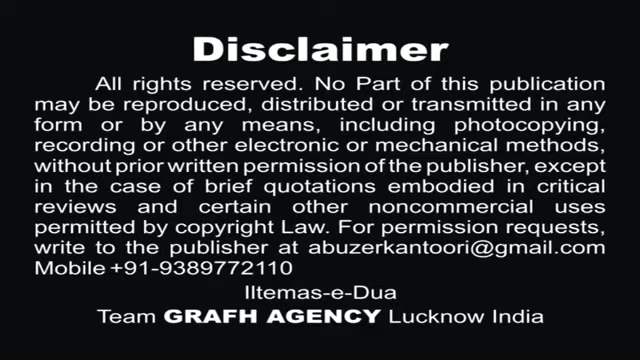 Disclaimer
All rights reserved. No Part of this publication
may be reproduced, distributed or transmitted in any
form or by any means, including photocopying,
recording or other electronic or mechanical methods,
without prior written permission of the publisher, except
in the case of brief quotations embodied in critical
reviews and certain other noncommercial uses
permitted by copyright Law. For permission requests,
write to the publisher at abuzerkantoori@gmail.com
Mobile +91-9389772110
Iltemas-e-Dua
Team GRAFH AGENCY Lucknow India